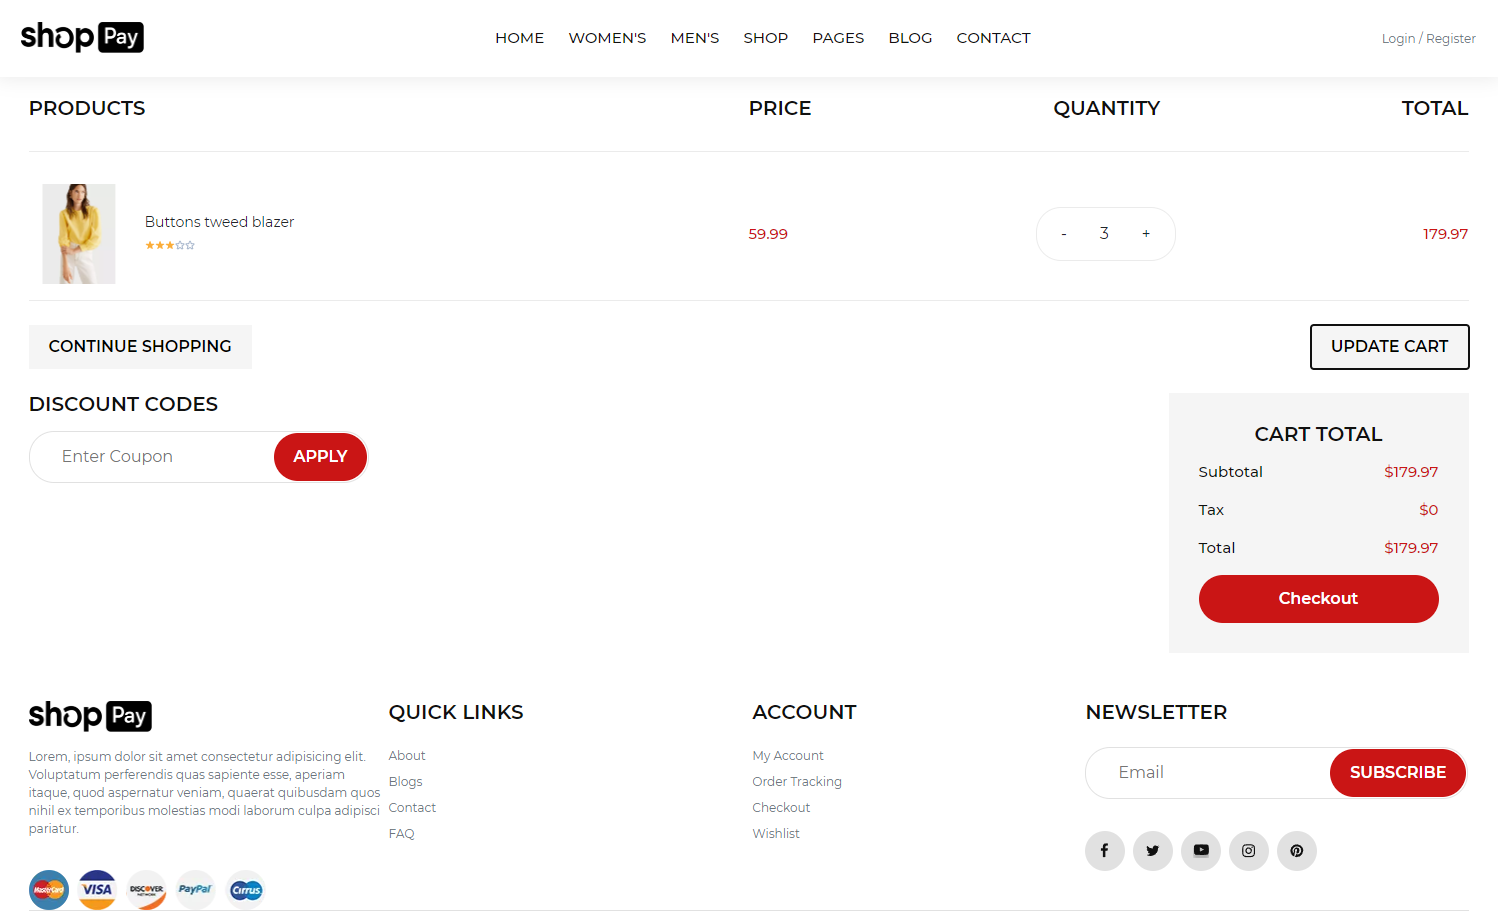 shop Pay
HOME WOMEN'S MEN'S SHOP PAGES BLOG CONTACT
Login / Register
PRODUCTS PRICE QUANTITY TOTAL
Buttons tweed blazer
59.99 - 3 + 179.97
CONTINUE SHOPPING UPDATE CART
DISCOUNT CODES
Enter Coupon APPLY
CART TOTAL
Subtotal $179.97
Tax $0
Total $179.97
Checkout
shop Pay
Lorem, ipsum dolor sit amet consectetur adipisicing elit.
Voluptatum perferendis quas sapiente esse, aperiam
itaque, quod aspernatur veniam, quaerat quibusdam quos
nihil ex temporibus molestias modi laborum culpa adipisci
pariatur.
MasterCard VISA DISCOVER NETWORK PayPal Cirrus
QUICK LINKS
About
Blogs
Contact
FAQ
ACCOUNT
My Account
Order Tracking
Checkout
Wishlist
NEWSLETTER
Email SUBSCRIBE